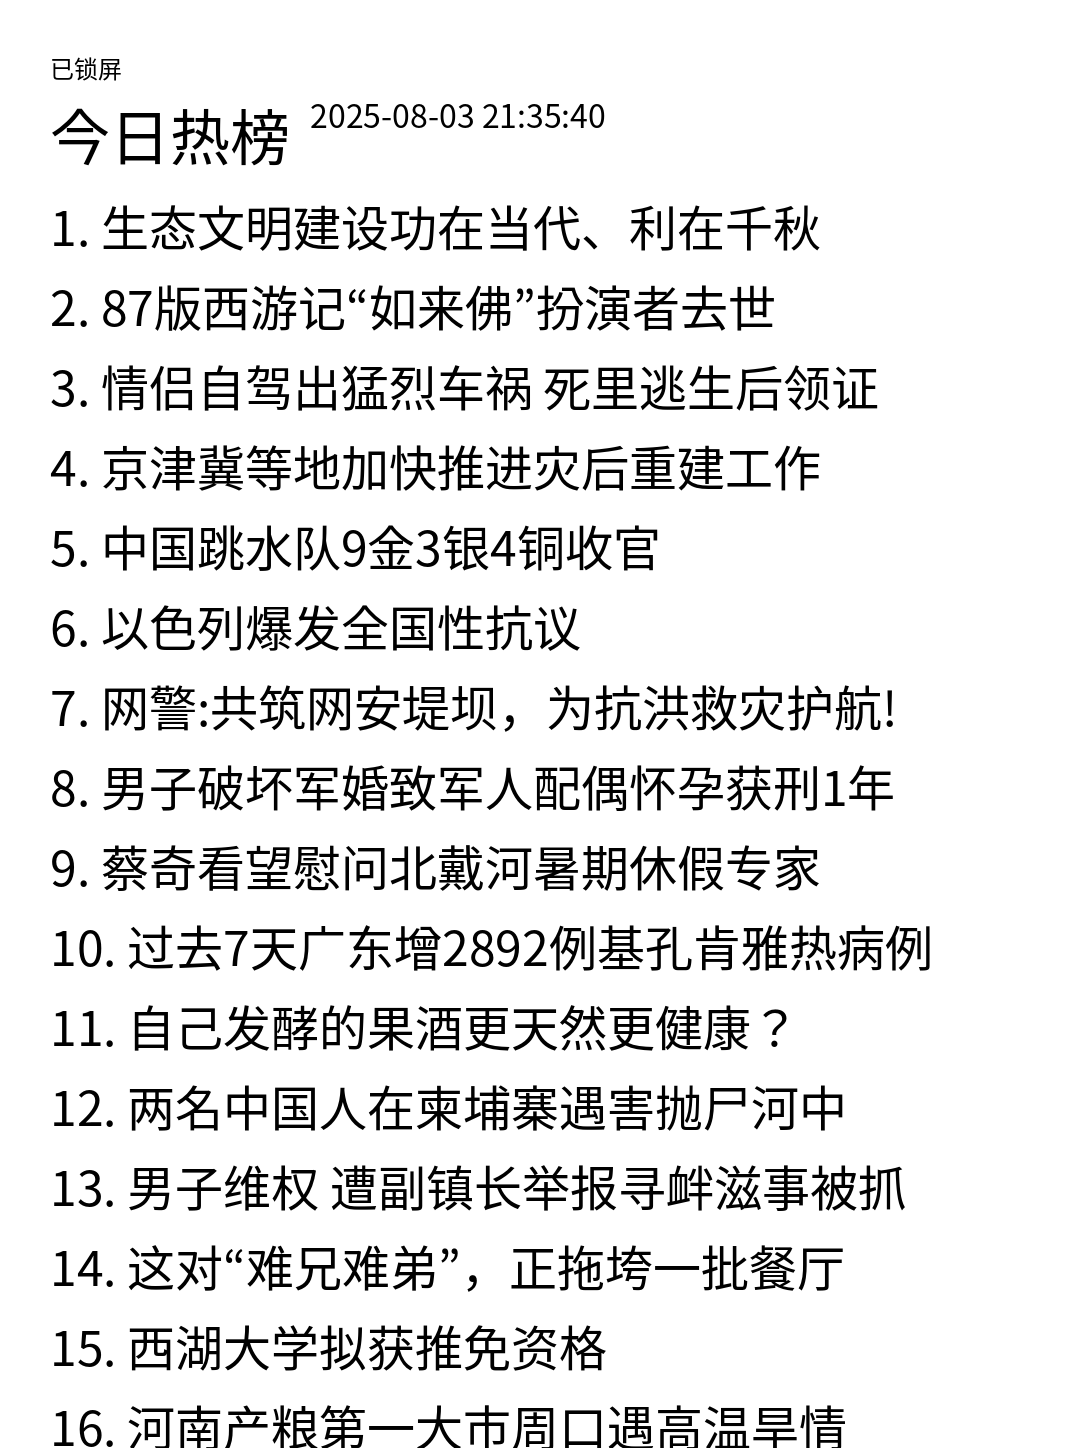 已锁屏
今日热榜 2025-08-03 21:35:40
1. 生态文明建设功在当代、利在千秋
2. 87版西游记“如来佛”扮演者去世
3. 情侣自驾出猛烈车祸 死里逃生后领证
4. 京津冀等地加快推进灾后重建工作
5. 中国跳水队9金3银4铜收官
6. 以色列爆发全国性抗议
7. 网警:共筑网安堤坝，为抗洪救灾护航!
8. 男子破坏军婚致军人配偶怀孕获刑1年
9. 蔡奇看望慰问北戴河暑期休假专家
10. 过去7天广东增2892例基孔肯雅热病例
11. 自己发酵的果酒更天然更健康？
12. 两名中国人在柬埔寨遇害抛尸河中
13. 男子维权 遭副镇长举报寻衅滋事被抓
14. 这对“难兄难弟”，正拖垮一批餐厅
15. 西湖大学拟获推免资格
16. 河南产粮第一大市周口遇高温旱情